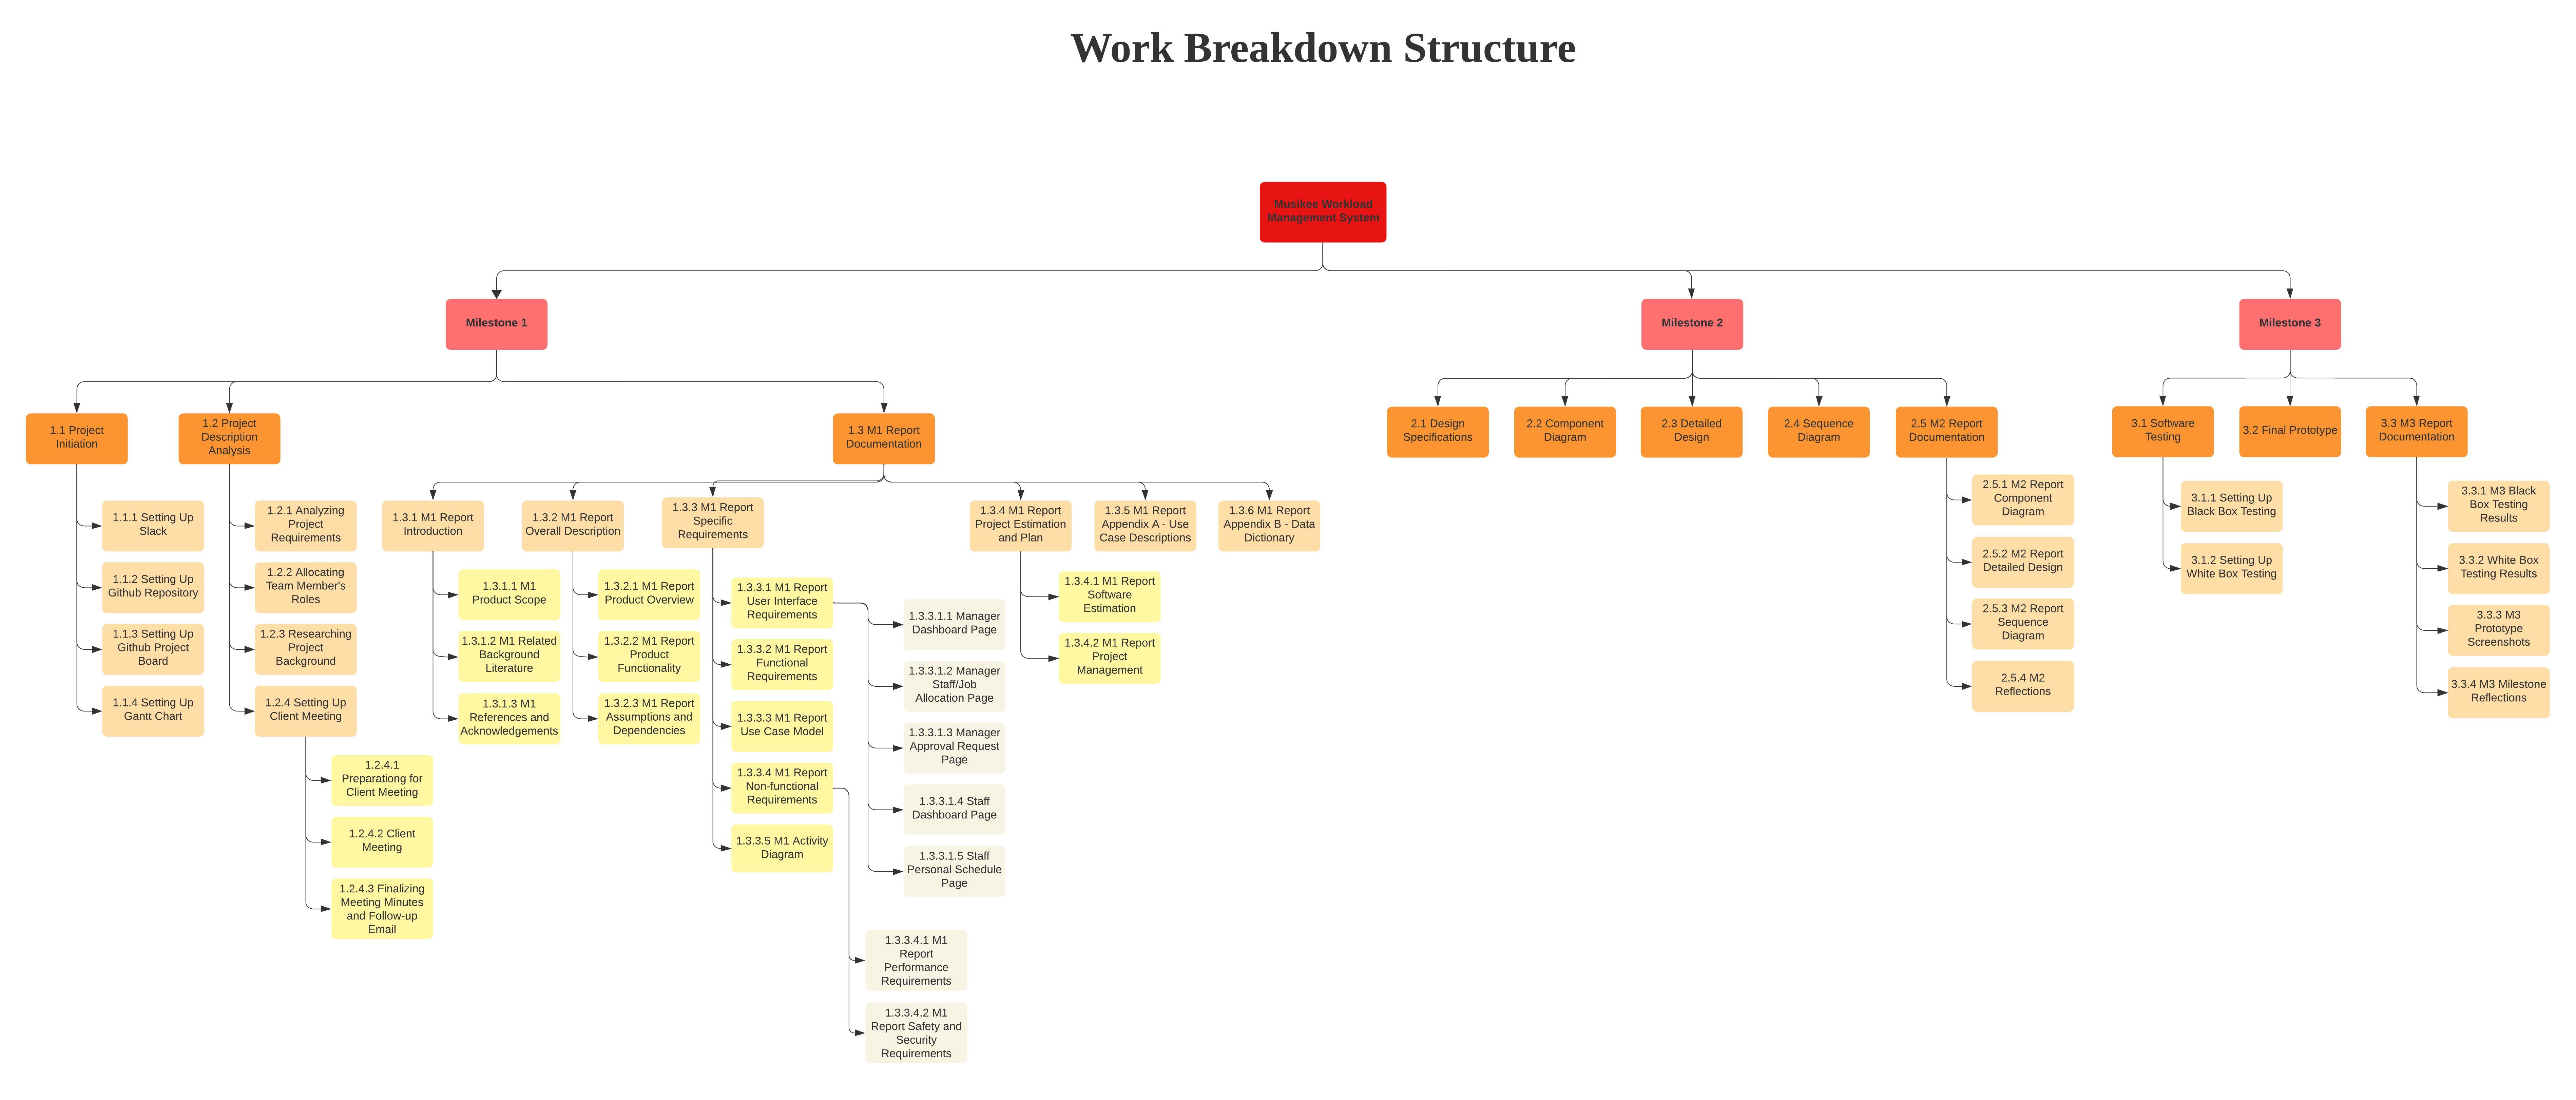 Work Breakdown Structure
Musikee Workload
Management System
Milestone 1
Milestone 2
Milestone 3
1.1 Project
Initiation
1.2 Project
Description
Analysis
1.3 M1 Report
Documentation
2.1 Design
Specifications
2.2 Component
Diagram
2.3 Detailed
Design
2.4 Sequence
Diagram
2.5 M2 Report
Documentation
3.1 Software
Testing
3.2 Final Prototype
3.3 M3 Report
Documentation
1.1.1 Setting Up
Slack
1.1.2 Setting Up
Github Repository
1.1.3 Setting Up
Github Project
Board
1.1.4 Setting Up
Gantt Chart
1.2.1 Analyzing
Project
Requirements
1.2.2 Allocating
Team Member's
Roles
1.2.3 Researching
Project
Background
1.2.4 Setting Up
Client Meeting
1.2.4.1
Preparationg for
Client Meeting
1.2.4.2 Client
Meeting
1.2.4.3 Finalizing
Meeting Minutes
and Follow-up
Email
1.3.1 M1 Report
Introduction
1.3.1.1 M1
Product Scope
1.3.1.2 M1 Related
Background
Literature
1.3.1.3 M1
References and
Acknowledgements
1.3.2 M1 Report
Overall Description
1.3.2.1 M1 Report
Product Overview
1.3.2.2 M1 Report
Product
Functionality
1.3.2.3 M1 Report
Assumptions and
Dependencies
1.3.3 M1 Report
Specific
Requirements
1.3.3.1 M1 Report
User Interface
Requirements
1.3.3.2 M1 Report
Functional
Requirements
1.3.3.3 M1 Report
Use Case Model
1.3.3.4 M1 Report
Non-functional
Requirements
1.3.3.5 M1 Activity
Diagram
1.3.3.1.1 Manager
Dashboard Page
1.3.3.1.2 Manager
Staff/Job
Allocation Page
1.3.3.1.3 Manager
Approval Request
Page
1.3.3.1.4 Staff
Dashboard Page
1.3.3.1.5 Staff
Personal Schedule
Page
1.3.3.4.1 M1
Report
Performance
Requirements
1.3.3.4.2 M1
Report Safety and
Security
Requirements
1.3.4 M1 Report
Project Estimation
and Plan
1.3.4.1 M1 Report
Software
Estimation
1.3.4.2 M1 Report
Project
Management
1.3.5 M1 Report
Appendix A - Use
Case Descriptions
1.3.6 M1 Report
Appendix B - Data
Dictionary
2.5.1 M2 Report
Component
Diagram
2.5.2 M2 Report
Detailed Design
2.5.3 M2 Report
Sequence
Diagram
2.5.4 M2
Reflections
3.1.1 Setting Up
Black Box Testing
3.1.2 Setting Up
White Box Testing
3.3.1 M3 Black
Box Testing
Results
3.3.2 White Box
Testing Results
3.3.3 M3
Prototype
Screenshots
3.3.4 M3 Milestone
Reflections